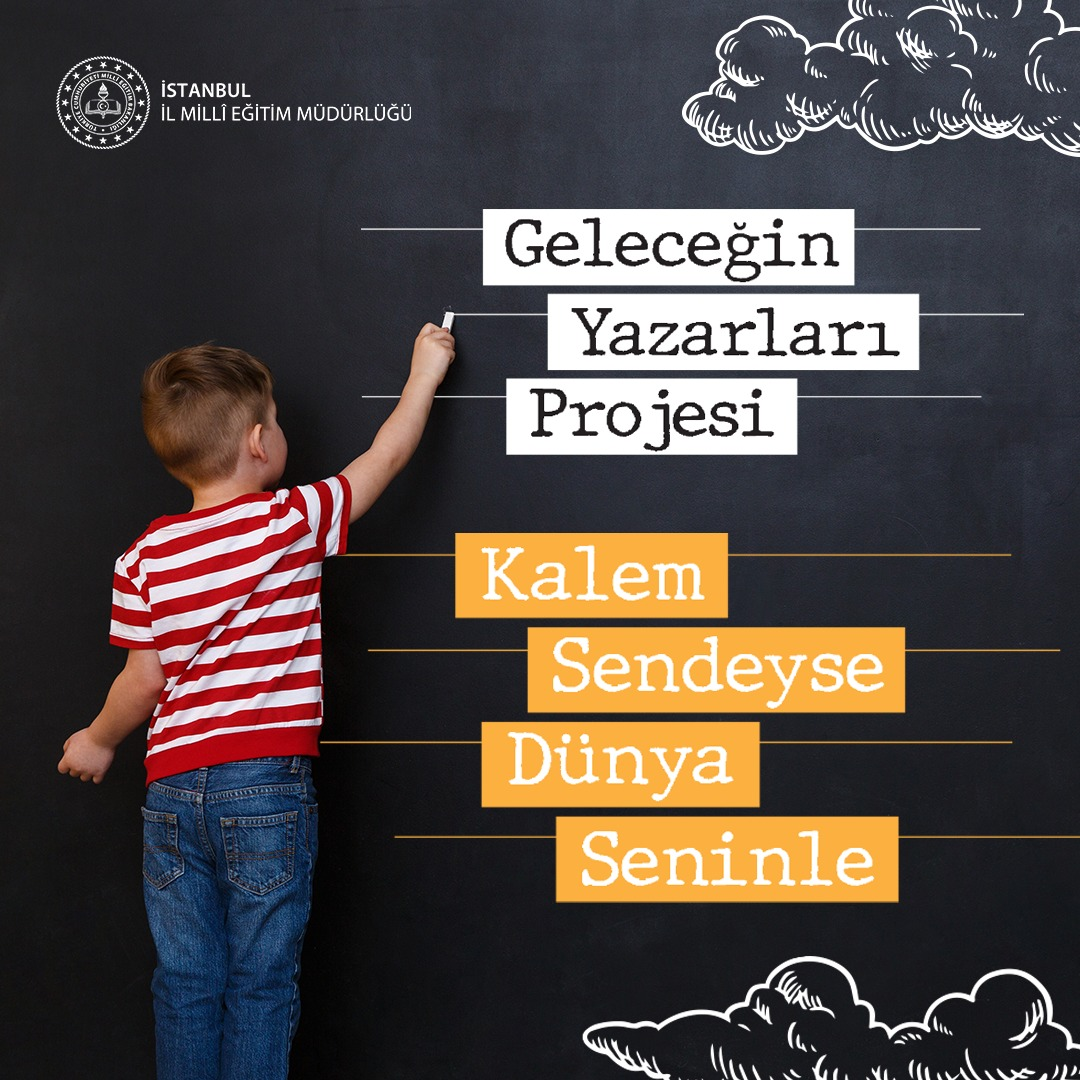 İSTANBUL
İL MİLLÎ EĞİTİM MÜDÜRLÜĞÜ
Geleceğin
Yazarları
Projesi
Kalem
Sendeyse
Dünya
Seninle